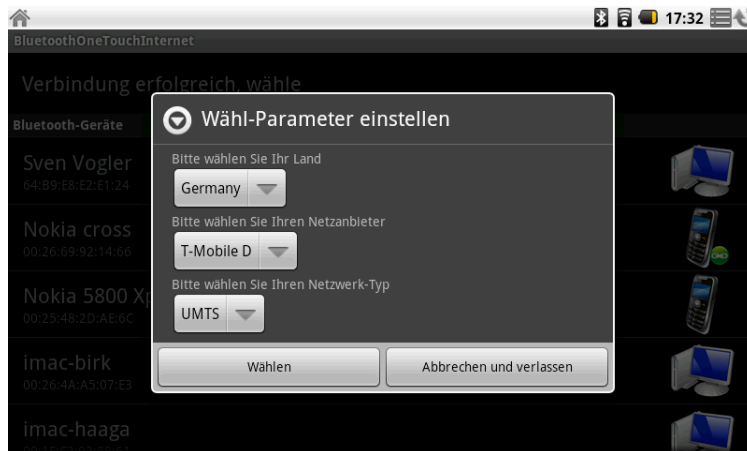 17:32
BluetoothOneTouchInternet
Verbindung erfolgreich, wähle
Bluetooth-Geräte
Wähl-Parameter einstellen
Bitte wählen Sie Ihr Land
Germany
Bitte wählen Sie Ihren Netzanbieter
T-Mobile D
Bitte wählen Sie Ihren Netzwerk-Typ
UMTS
Wählen
Abbrechen und verlassen
Sven Vogler
64:B9:E8:E2:E1:24
Nokia cross
00:26:69:92:14:66
Nokia 5800 Xp
00:25:48:2D:AE:6C
imac-birk
00:26:4A:A5:07:E3
imac-haaga